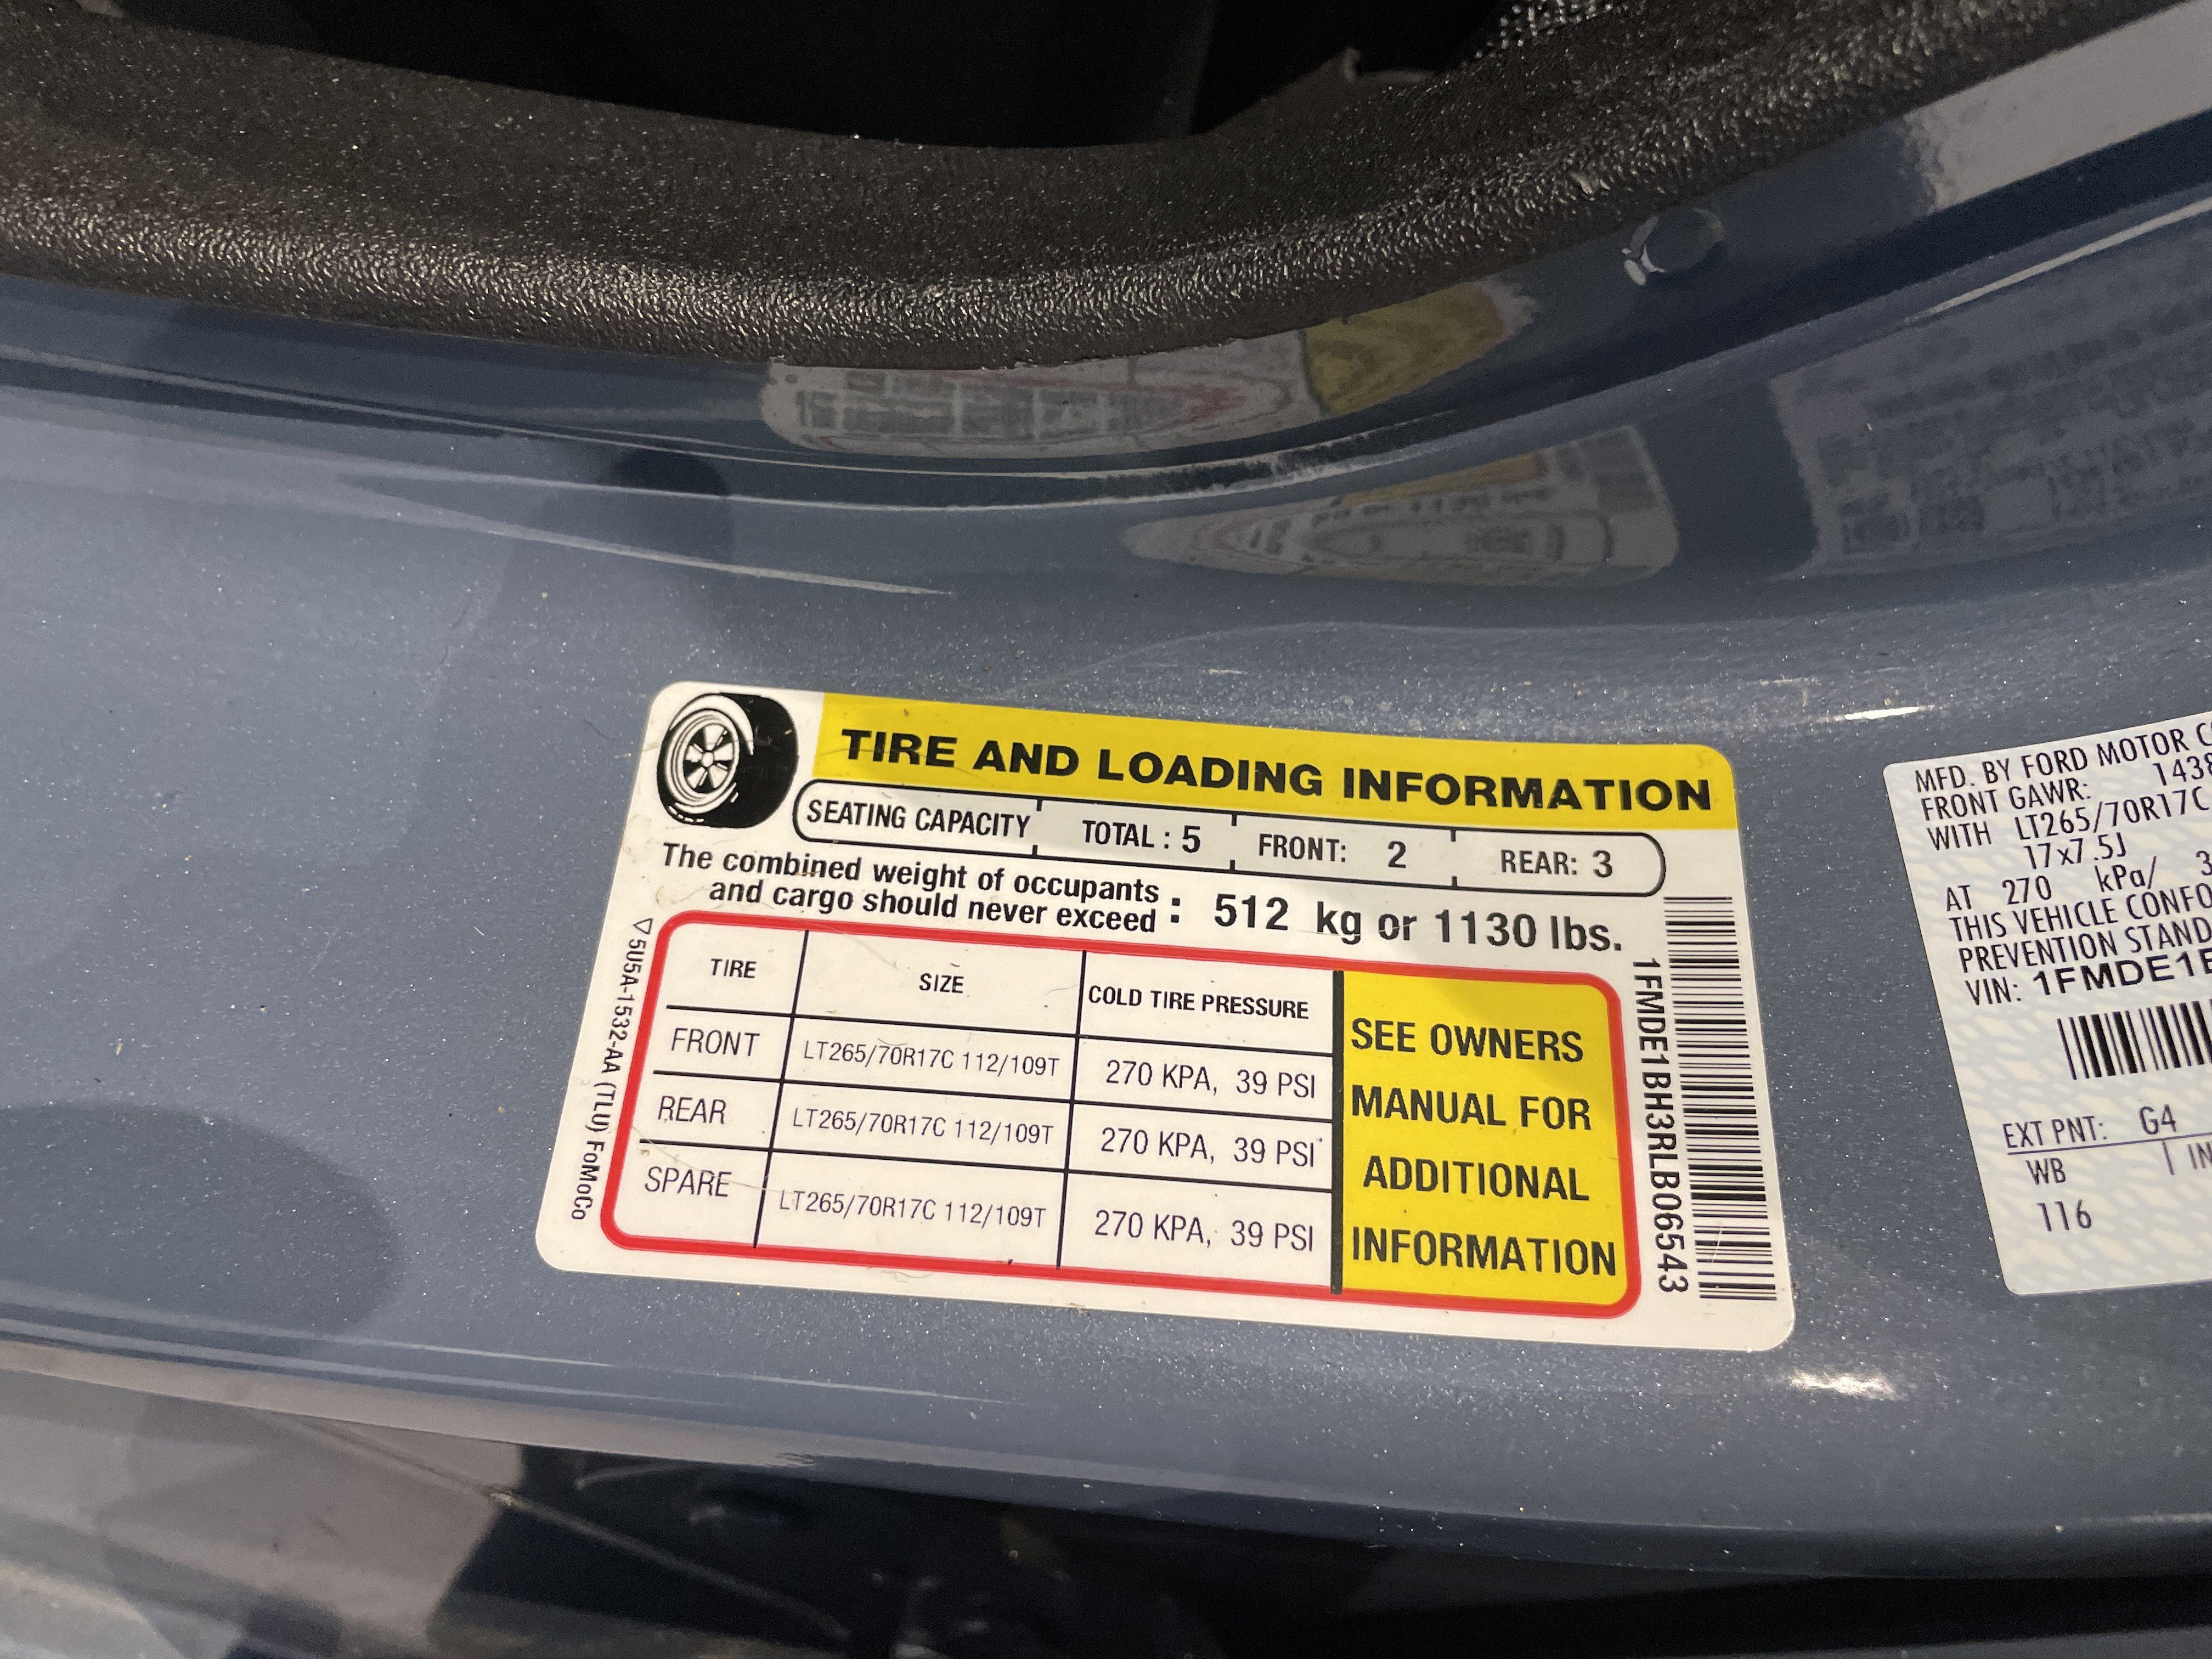 TIRE AND LOADING INFORMATION
SEATING CAPACITY TOTAL : 5 FRONT: 2 REAR: 3
The combined weight of occupants
and cargo should never exceed : 512 kg or 1130 lbs.
TIRE SIZE COLD TIRE PRESSURE
FRONT LT265/70R17C 112/109T 270 KPA, 39 PSI
REAR LT265/70R17C 112/109T 270 KPA, 39 PSI
SPARE LT265/70R17C 112/109T 270 KPA, 39 PSI
SEE OWNERS
MANUAL FOR
ADDITIONAL
INFORMATION
5U5A-1532-AA (TLU) FoMoCo
1FMDE1BH3RLB06543
MFD. BY FORD MOTOR
FRONT GAWR: 1438
WITH LT265/70R17C
17x7.5J
AT 270 kPa/ 3
THIS VEHICLE CONFO
PREVENTION STAND
VIN: 1FMDE1
EXT PNT: G4
WB IN
116